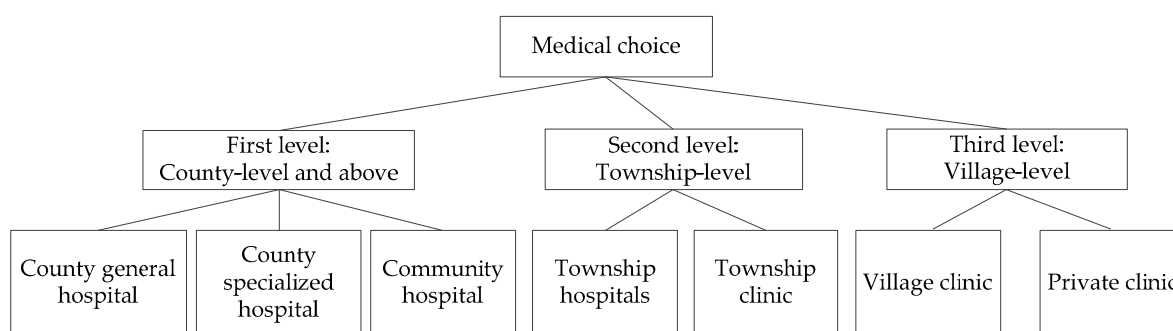 Medical choice
First level:
County-level and above
Second level:
Township-level
Third level:
Village-level
County general
hospital
County
specialized
hospital
Community
hospital
Township
hospitals
Township
clinic
Village clinic
Private clinic